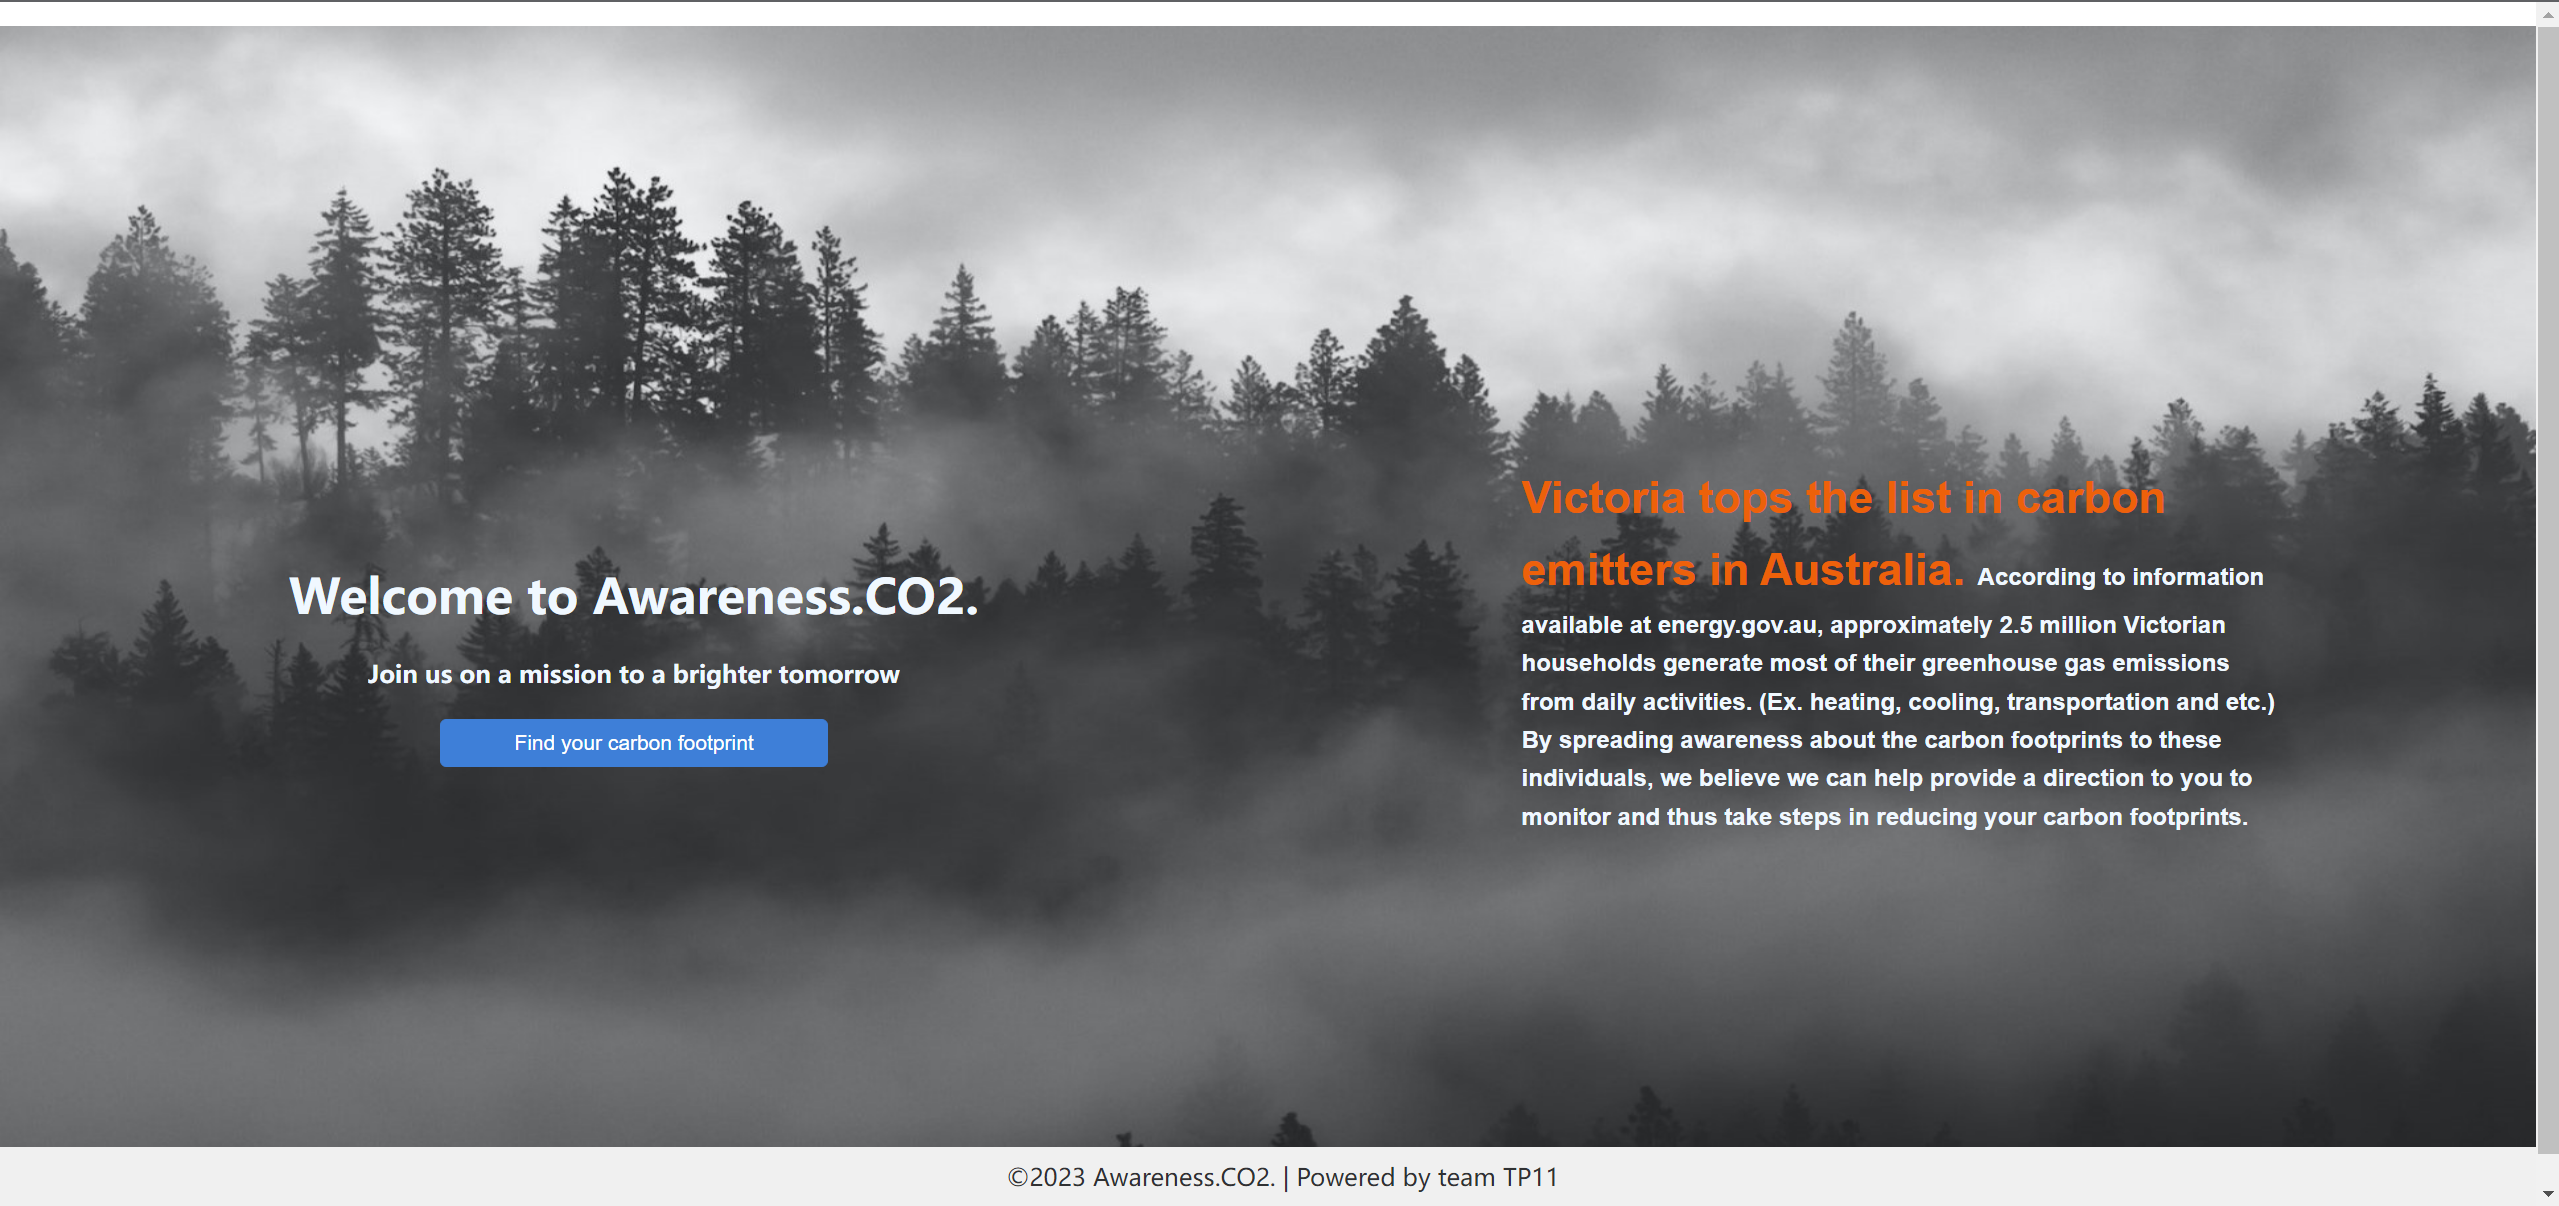 Welcome to Awareness.CO2.
Join us on a mission to a brighter tomorrow
Find your carbon footprint
Victoria tops the list in carbon
emitters in Australia. According to information
available at energy.gov.au, approximately 2.5 million Victorian
households generate most of their greenhouse gas emissions
from daily activities. (Ex. heating, cooling, transportation and etc.)
By spreading awareness about the carbon footprints to these
individuals, we believe we can help provide a direction to you to
monitor and thus take steps in reducing your carbon footprints.
©2023 Awareness.CO2. | Powered by team TP11